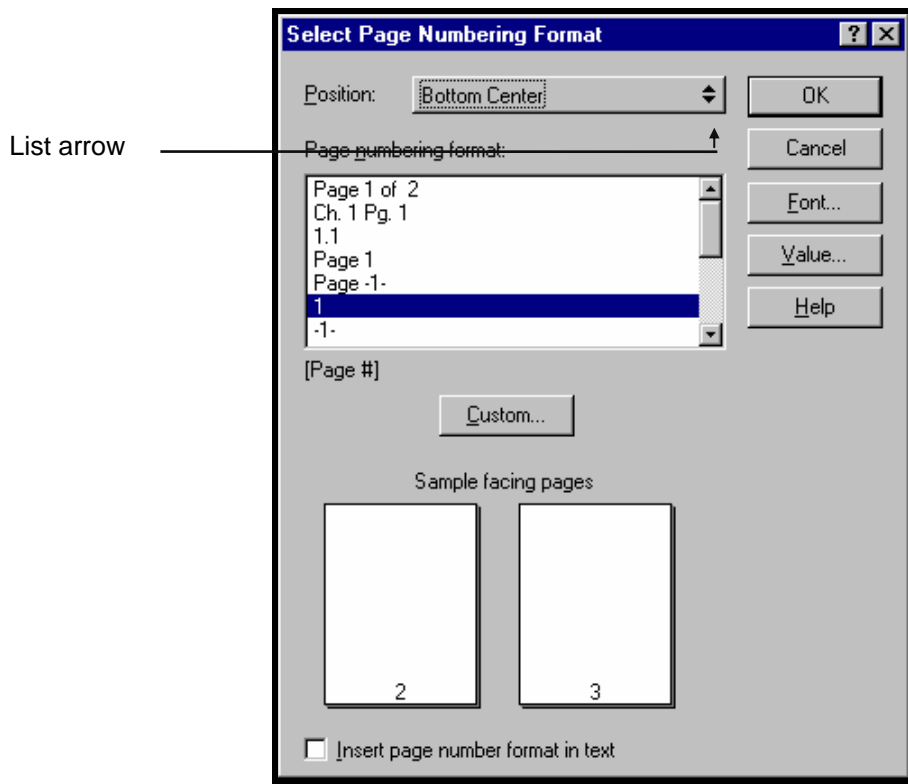 Select Page Numbering Format
Position: Bottom Center OK
List arrow
Page numbering format: Cancel
Page 1 of 2
Ch. 1 Pg. 1 Font...
1.1
Page 1 Value...
Page -1-
1 Help
-1-
[Page #]
Custom...
Sample facing pages
2 3
Insert page number format in text